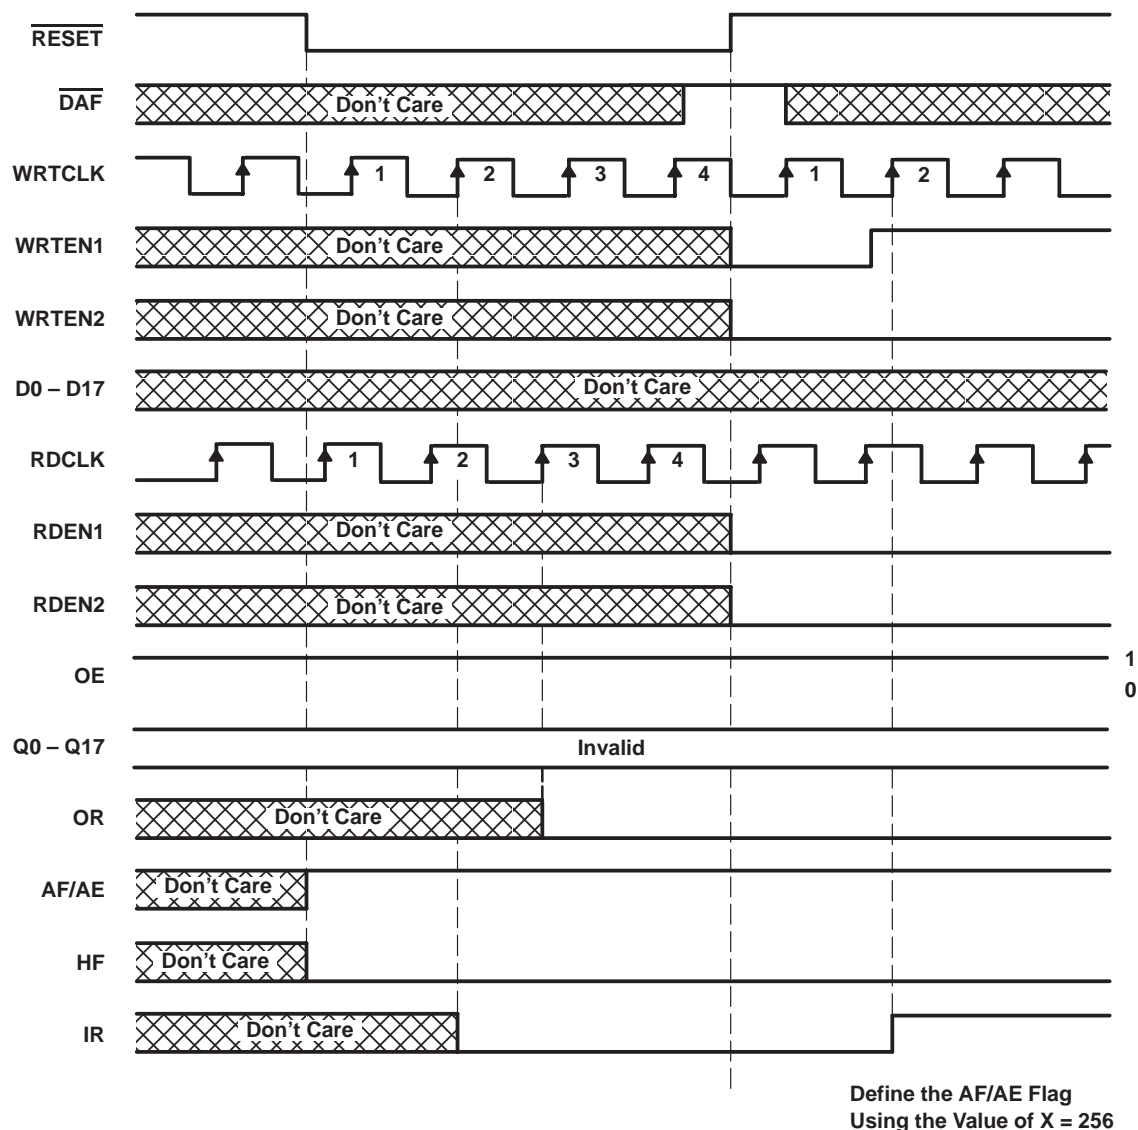 RESET
DAF Don't Care
WRTCLK 1 2 3 4 1 2
WRTEN1 Don't Care
WRTEN2 Don't Care
D0 – D17 Don't Care
RDCLK 1 2 3 4
RDEN1 Don't Care
RDEN2 Don't Care
OE 1
0
Q0 – Q17 Invalid
OR Don't Care
AF/AE Don't Care
HF Don't Care
IR Don't Care
Define the AF/AE Flag
Using the Value of X = 256